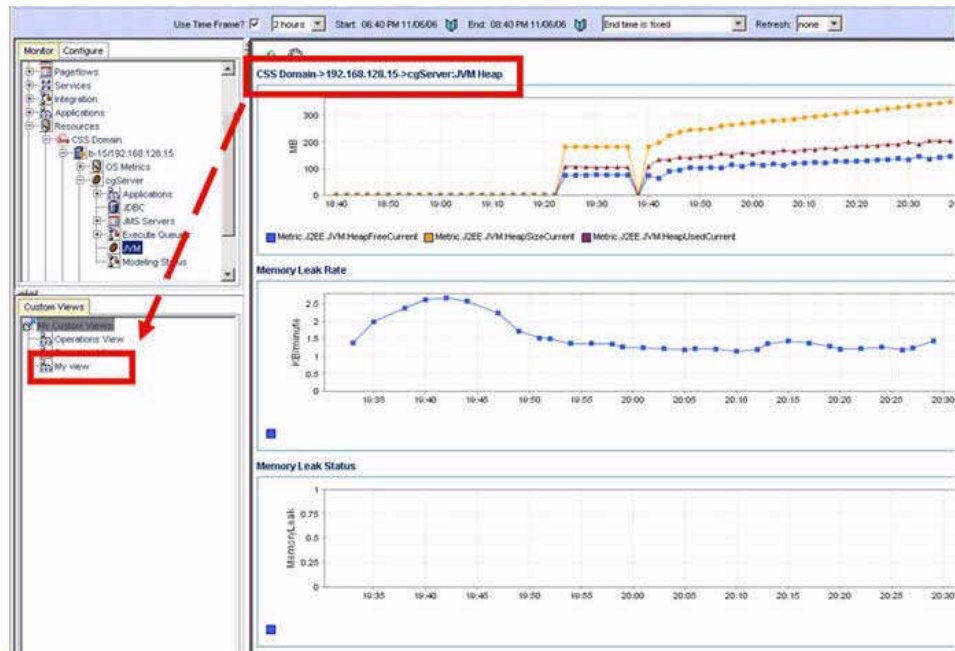 Use Time Frame? 2 hours Start: 08:40 PM 11/06/06 End: 08:40 PM 11/06/06 End time is fixed Refresh: none
Monitor Configure
Pageflows
Services
Integration
Applications
Resources
CSS Domain
b-15/192.168.128.15
OS Metrics
cgServer
Applications
JDBC
JMS Servers
Execute Queues
JVM
Modeling Status
Custom Views
My Custom Views
Operations View
My view
CSS Domain->192.168.128.15->cgServer:JVM Heap
MB
300
200
100
0
18:40 18:50 19:00 19:10 19:20 19:30 19:40 19:50 20:00 20:10 20:20 20:30
Metric.J2EE.JVM.HeapFreeCurrent Metric.J2EE.JVM.HeapSizeCurrent Metric.J2EE.JVM.HeapUsedCurrent
Memory Leak Rate
KB/minute
2.5
2
1.5
1
0.5
0
19:35 19:40 19:45 19:50 19:55 20:00 20:05 20:10 20:15 20:20 20:25 20:30
Memory Leak Status
MemoryLeak
1
0.75
0.5
0.25
0
19:35 19:40 19:45 19:50 19:55 20:00 20:05 20:10 20:15 20:20 20:25 20:30